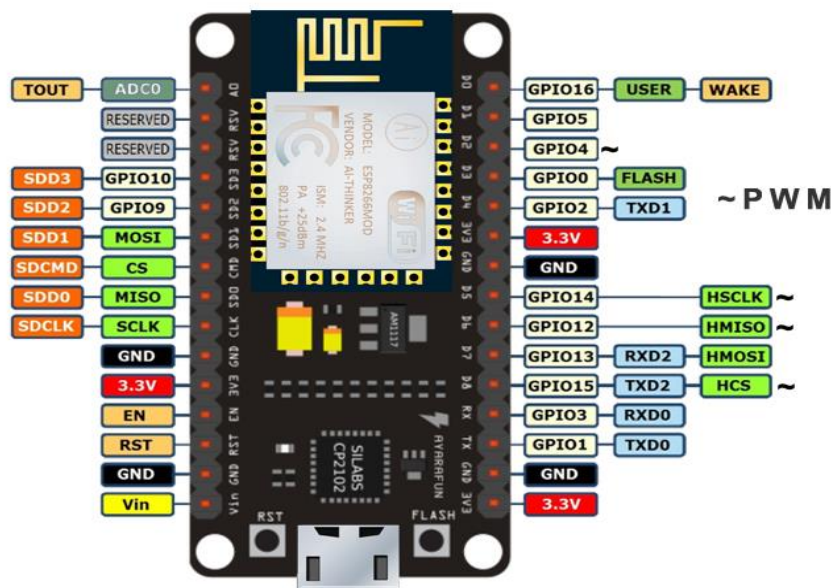 TOUT ADC0 A0 D0 GPIO16 USER WAKE
RESERVED RSV D1 GPIO5
RESERVED RSV D2 GPIO4 ~
SDD3 GPIO10 SD3 D3 GPIO0 FLASH
SDD2 GPIO9 SD2 D4 GPIO2 TXD1
~PWM
SDD1 MOSI SD1 3V3 3.3V
SDCMD CS CMD GND GND
SDD0 MISO SD0 D5 GPIO14 HSCLK ~
SDCLK SCLK CLK D6 GPIO12 HMISO ~
GND GND D7 GPIO13 RXD2 HMOSI
3.3V 3V3 D8 GPIO15 TXD2 HCS ~
EN EN RX GPIO3 RXD0
RST RST TX GPIO1 TXD0
GND GND GND GND
Vin Vin 3V3 3.3V
Ai
MODEL: ESP8266MOD
VENDOR: AI-THINKER
WiFi
FC
ISM: 2.4 MHZ
PA +25dBm
802.11b/g/n
AM1117
AYARAFUN
SILABS
CP2102
RST
FLASH